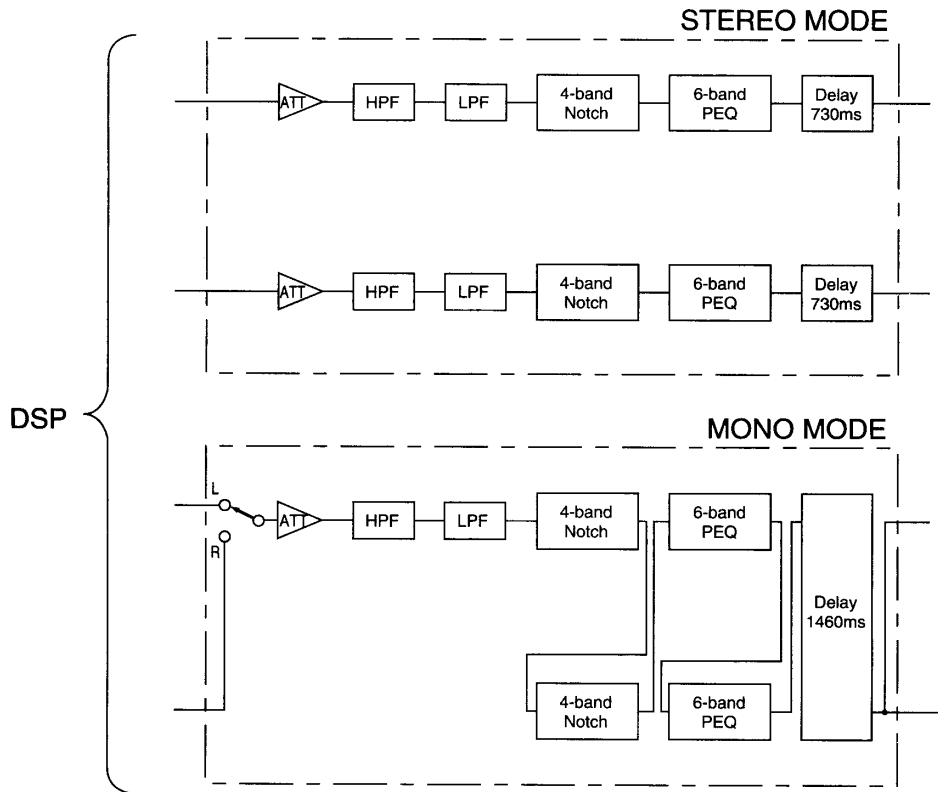 STEREO MODE
ATT
HPF
LPF
4-band
Notch
6-band
PEQ
Delay
730ms
ATT
HPF
LPF
4-band
Notch
6-band
PEQ
Delay
730ms
DSP
MONO MODE
L
R
ATT
HPF
LPF
4-band
Notch
6-band
PEQ
Delay
1460ms
4-band
Notch
6-band
PEQ